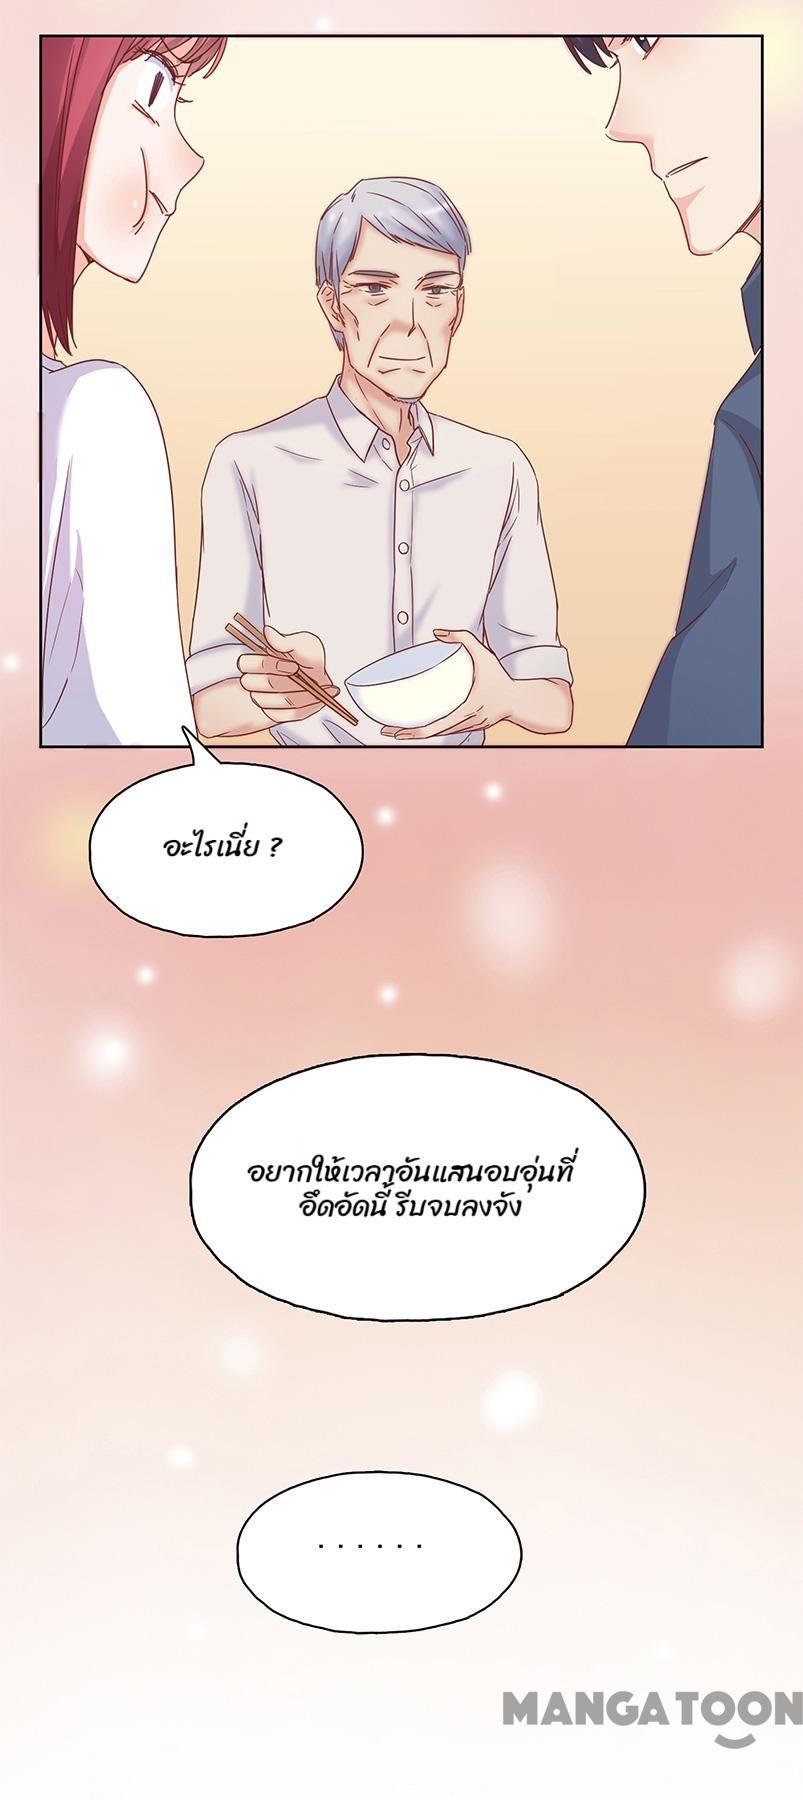 อะไรเนี่ย ?
อยากให้เวลาอันแสนอบอุ่นที่
อึดอัดนี้ รีบจบลงจัง
. . . . . .
MANGATOON